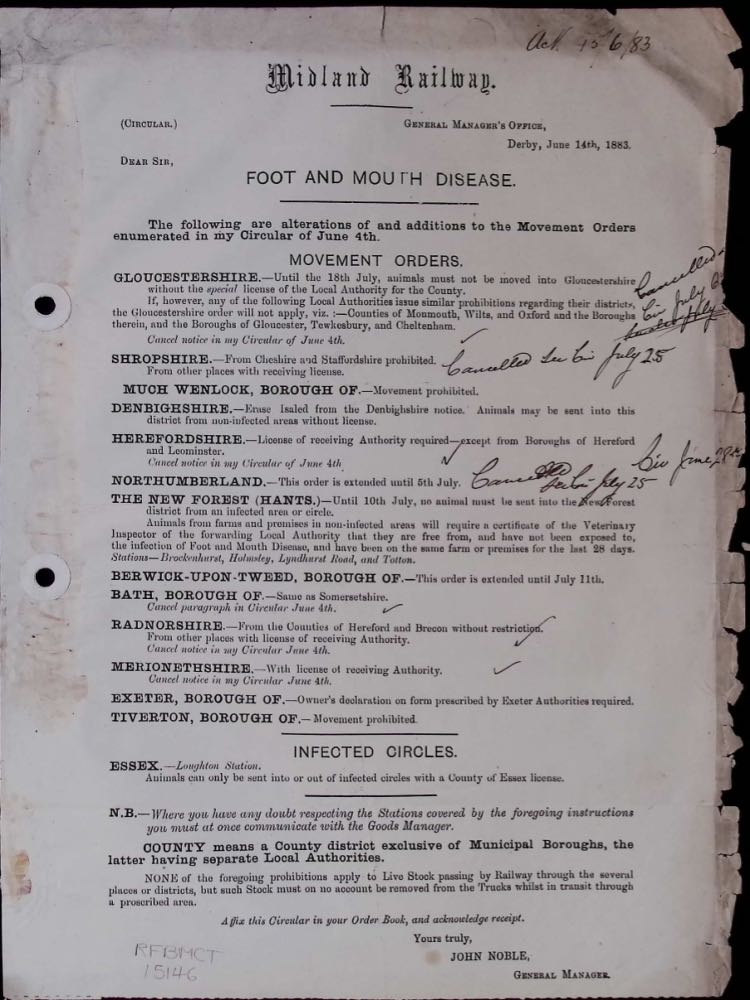 Ack. 15/6/83
Midland Railway.
(CIRCULAR.)
GENERAL MANAGER'S OFFICE,
Derby, June 14th, 1883.
DEAR SIR,
FOOT AND MOUTH DISEASE.
The following are alterations of and additions to the Movement Orders
enumerated in my Circular of June 4th.
MOVEMENT ORDERS.
GLOUCESTERSHIRE.—Until the 18th July, animals must not be moved into Gloucestershire
without the special license of the Local Authority for the County.
If, however, any of the following Local Authorities issue similar prohibitions regarding their districts,
the Gloucestershire order will not apply, viz. :—Counties of Monmouth, Wilts, and Oxford and the Boroughs
therein, and the Boroughs of Gloucester, Tewkesbury, and Cheltenham.
Cancel notice in my Circular of June 4th.
Cancelled
Cir July
SHROPSHIRE.—From Cheshire and Staffordshire prohibited.
From other places with receiving license.
Cancelled See Cir July 25
MUCH WENLOCK, BOROUGH OF.—Movement prohibited.
DENBIGHSHIRE.—Erase Isaled from the Denbighshire notice. Animals may be sent into this
district from non-infected areas without license.
HEREFORDSHIRE.—License of receiving Authority required—except from Boroughs of Hereford
and Leominster.
Cancel notice in my Circular of June 4th
Cir June 28th
NORTHUMBERLAND.—This order is extended until 5th July.
Cancelled See Cir July 25
THE NEW FOREST (HANTS.)—Until 10th July, no animal must be sent into the New Forest
district from an infected area or circle.
Animals from farms and premises in non-infected areas will require a certificate of the Veterinary
Inspector of the forwarding Local Authority that they are free from, and have not been exposed to,
the infection of Foot and Mouth Disease, and have been on the same farm or premises for the last 28 days.
Stations—Brockenhurst, Holmsley, Lyndhurst Road, and Totton.
BERWICK-UPON-TWEED, BOROUGH OF.—This order is extended until July 11th.
BATH, BOROUGH OF.—Same as Somersetshire.
Cancel paragraph in Circular June 4th.
RADNORSHIRE.—From the Counties of Hereford and Brecon without restriction.
From other places with license of receiving Authority.
Cancel notice in my Circular June 4th.
MERIONETHSHIRE.—With license of receiving Authority.
Cancel notice in my Circular June 4th.
EXETER, BOROUGH OF.—Owner's declaration on form prescribed by Exeter Authorities required.
TIVERTON, BOROUGH OF.—Movement prohibited.
INFECTED CIRCLES.
ESSEX.—Loughton Station.
Animals can only be sent into or out of infected circles with a County of Essex license.
N.B.—Where you have any doubt respecting the Stations covered by the foregoing instructions
you must at once communicate with the Goods Manager.
COUNTY means a County district exclusive of Municipal Boroughs, the
latter having separate Local Authorities.
NONE of the foregoing prohibitions apply to Live Stock passing by Railway through the several
places or districts, but such Stock must on no account be removed from the Trucks whilst in transit through
a proscribed area.
Affix this Circular in your Order Book, and acknowledge receipt.
Yours truly,
JOHN NOBLE,
GENERAL MANAGER.
RFBMCT
15146